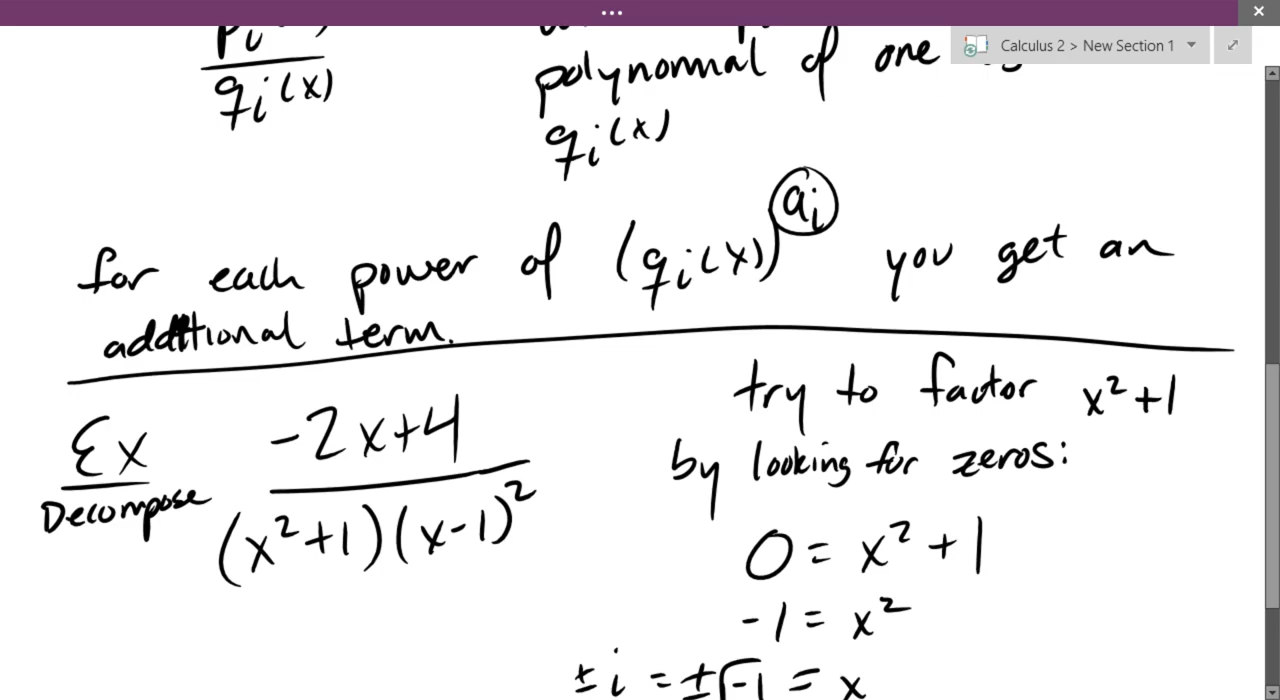 Calculus 2 > New Section 1
polynomial of one
qᵢ(x)
qᵢ(x)
for each power of (qᵢ(x))^aᵢ you get an
additional term.
Ex
Decompose
-2x+4
(x²+1)(x-1)²
try to factor x²+1
by looking for zeros:
0 = x² + 1
-1 = x²
±i = ±√-1 = x